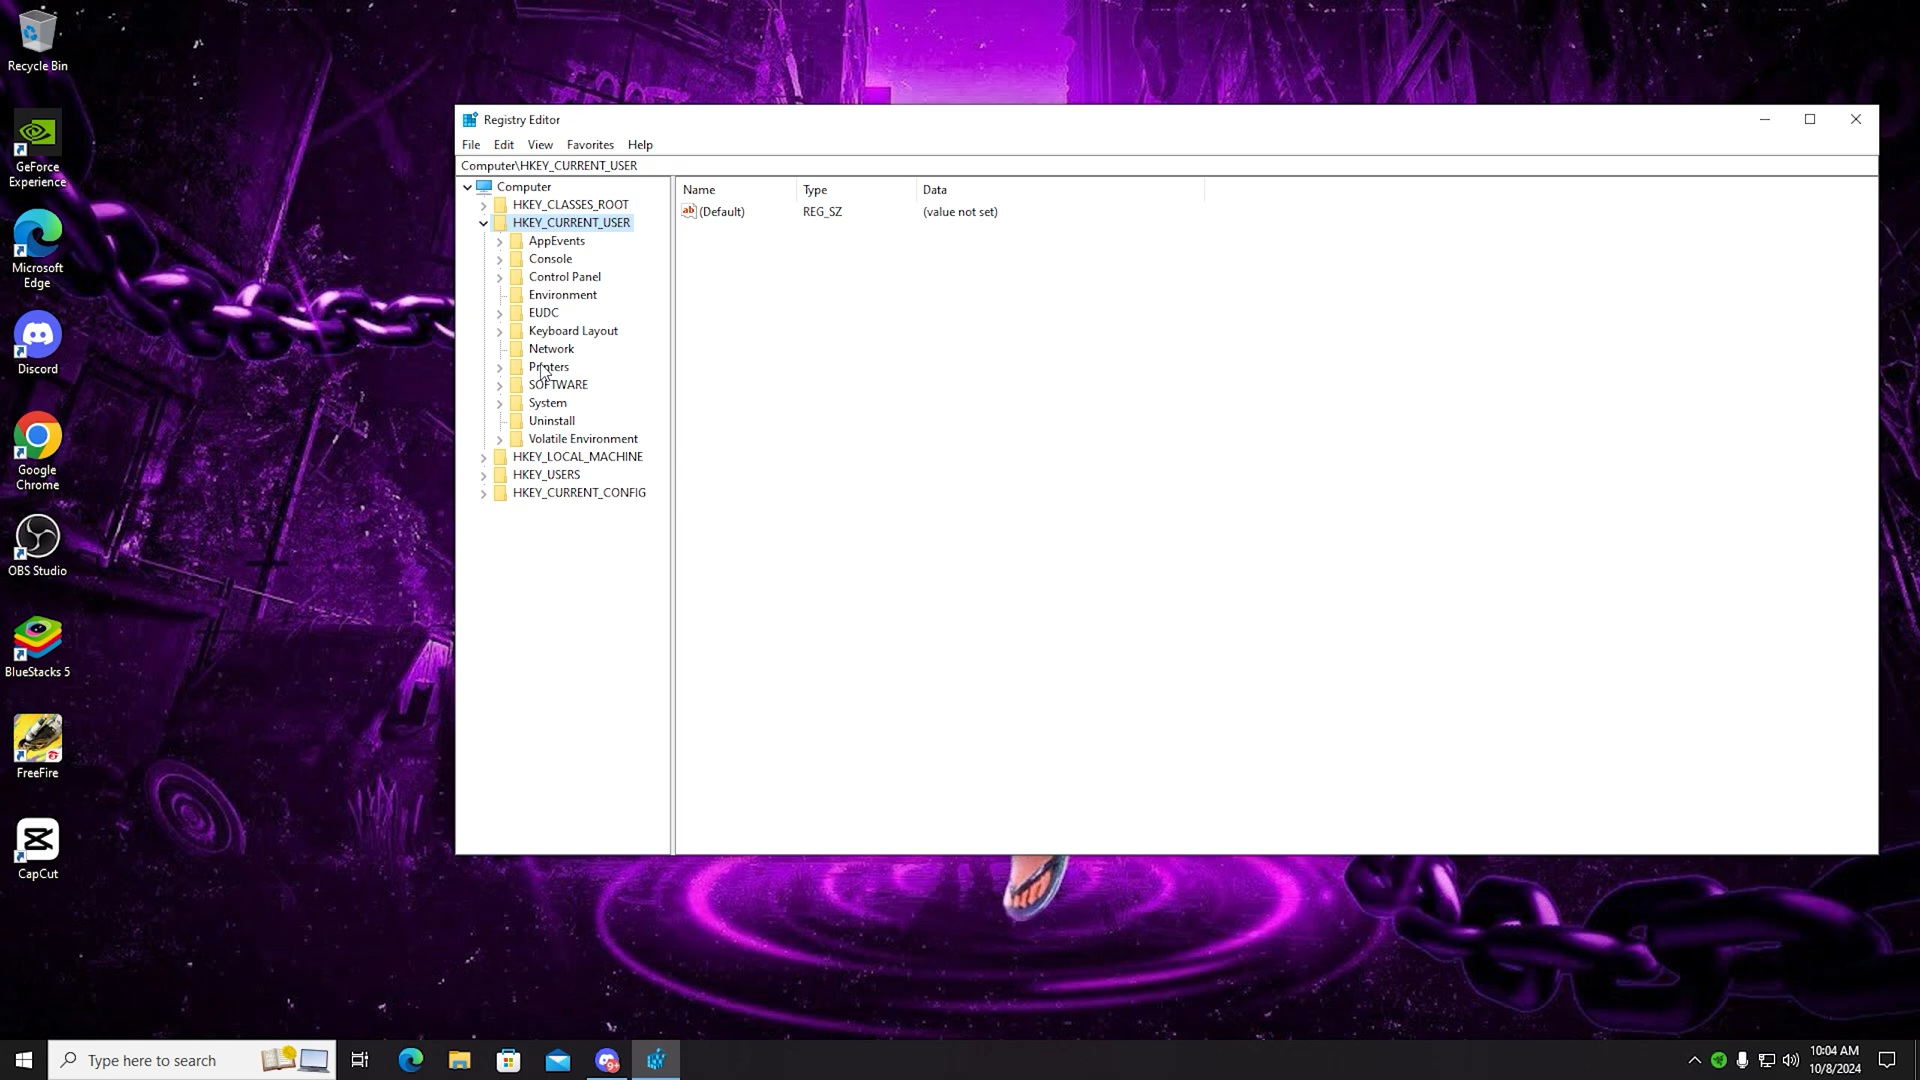 Recycle Bin
GeForce
Experience
Microsoft
Edge
Discord
Google
Chrome
OBS Studio
BlueStacks 5
FreeFire
CapCut
Registry Editor
File Edit View Favorites Help
Computer\HKEY_CURRENT_USER
Computer
HKEY_CLASSES_ROOT
HKEY_CURRENT_USER
AppEvents
Console
Control Panel
Environment
EUDC
Keyboard Layout
Network
Printers
SOFTWARE
System
Uninstall
Volatile Environment
HKEY_LOCAL_MACHINE
HKEY_USERS
HKEY_CURRENT_CONFIG
Name Type Data
ab (Default) REG_SZ (value not set)
Type here to search
9+
10:04 AM
10/8/2024